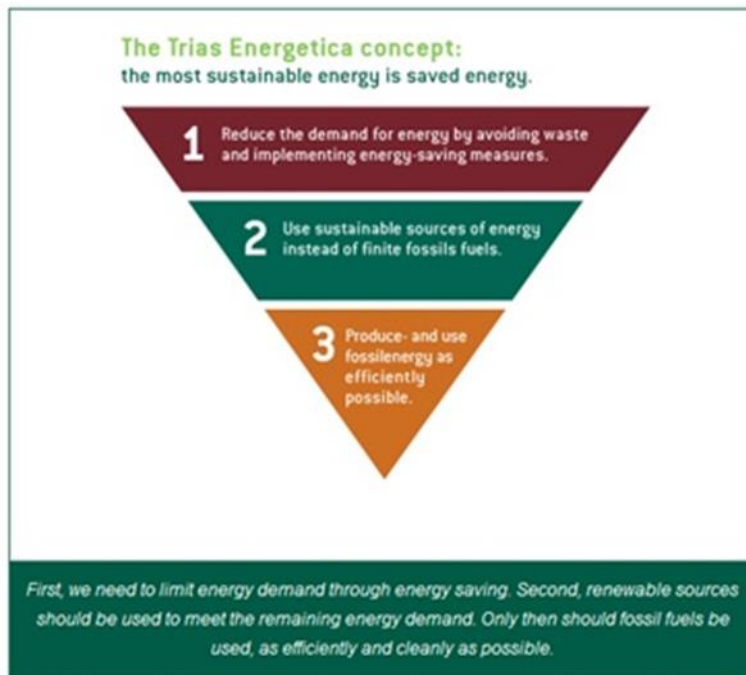 The Trias Energetica concept:
the most sustainable energy is saved energy.
1
Reduce the demand for energy by avoiding waste
and implementing energy-saving measures.
2
Use sustainable sources of energy
instead of finite fossils fuels.
3
Produce- and use
fossilenergy as
efficiently
possible.
First, we need to limit energy demand through energy saving. Second, renewable sources
should be used to meet the remaining energy demand. Only then should fossil fuels be
used, as efficiently and cleanly as possible.